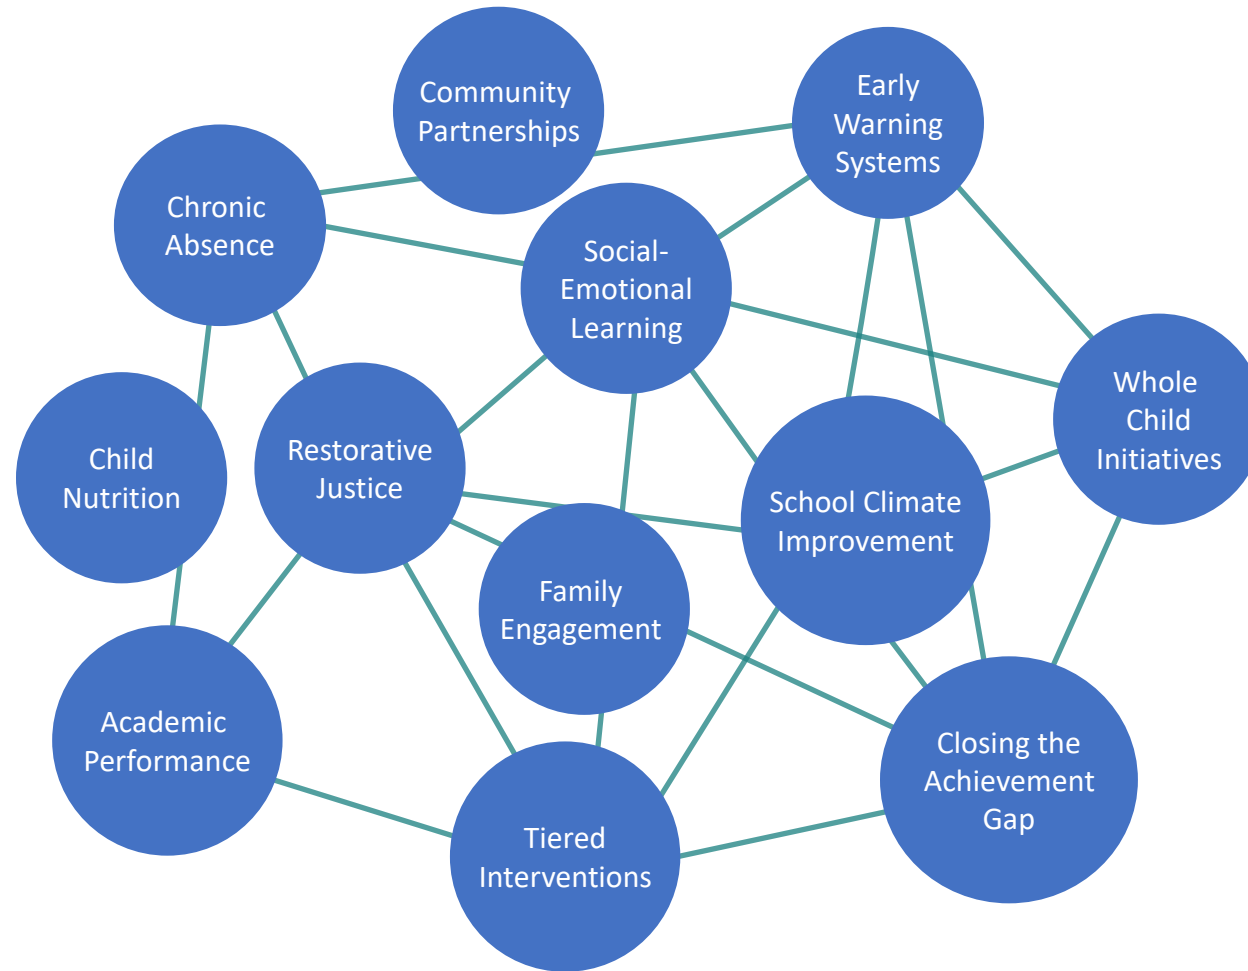 Community
Partnerships
Early
Warning
Systems
Chronic
Absence
Social-
Emotional
Learning
Whole
Child
Initiatives
Child
Nutrition
Restorative
Justice
School Climate
Improvement
Family
Engagement
Academic
Performance
Closing the
Achievement
Gap
Tiered
Interventions